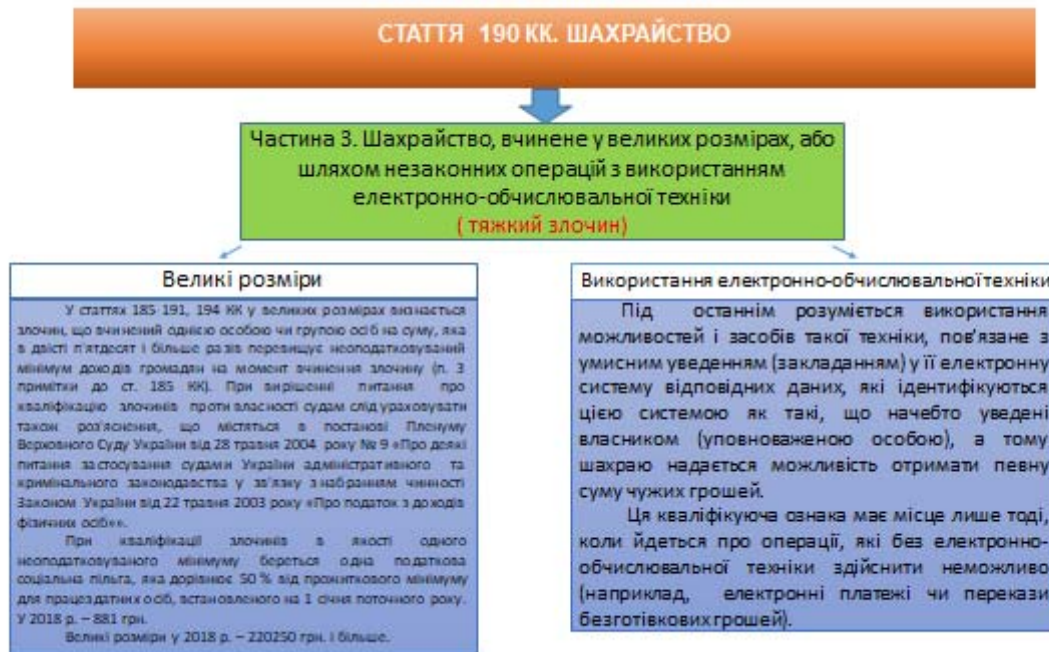 СТАТТЯ 190 КК. ШАХРАЙСТВО
Частина 3. Шахрайство, вчинене у великих розмірах, або
шляхом незаконних операцій з використанням
електронно-обчислювальної техніки
( тяжкий злочин)
Великі розміри
У статтях 185-191, 194 КК у великих розмірах визнається
злочин, що вчинений однією особою чи групою осіб на суму, яка
в двісті п'ятдесят і більше разів перевищує неоподатковуваний
мінімум доходів громадян на момент вчинення злочину (п. 3
примітки до ст. 185 КК). При вирішенні питання про
кваліфікацію злочинів проти власності судам слід ураховувати
також роз'яснення, що містяться в постанові Пленуму
Верховного Суду України від 28 травня 2004 року № 9 «Про деякі
питання застосування судами України адміністративного та
кримінального законодавства у зв'язку з набранням чинності
Законом України від 22 травня 2003 року «Про податок з доходів
фізичних осіб»».
При кваліфікації злочинів в якості одного
неоподатковуваного мінімуму береться одна податкова
соціальна пільга, яка дорівнює 50 % від прожиткового мінімуму
для працездатних осіб, встановленого на 1 січня поточного року.
У 2018 р. – 881 грн.
Великі розміри у 2018 р. – 220250 грн. і більше.
Використання електронно-обчислювальної техніки
Під останнім розуміється використання
можливостей і засобів такої техніки, пов'язане з
умисним уведенням (закладанням) у її електронну
систему відповідних даних, які ідентифікуються
цією системою як такі, що начебто уведені
власником (уповноваженою особою), а тому
шахраю надається можливість отримати певну
суму чужих грошей.
Ця кваліфікуюча ознака має місце лише тоді,
коли йдеться про операції, які без електронно-
обчислювальної техніки здійснити неможливо
(наприклад, електронні платежі чи перекази
безготівкових грошей).